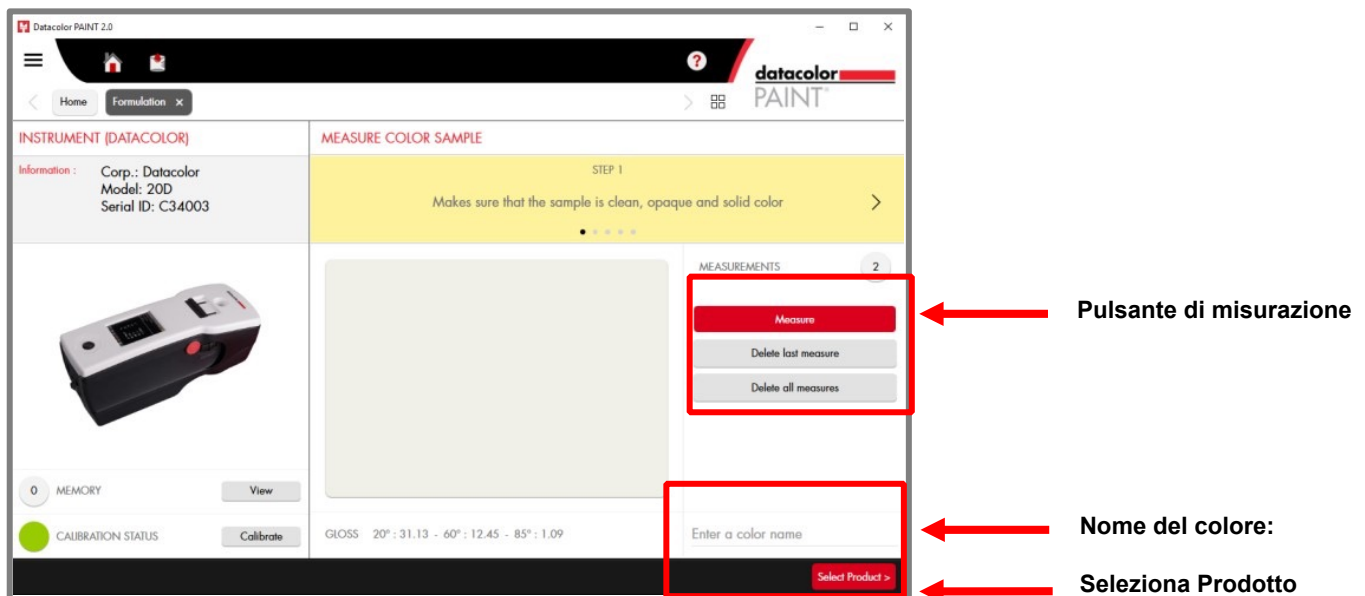 Datacolor PAINT 2.0
?
datacolor
PAINT
Home
Formulation ×
INSTRUMENT (DATACOLOR)
MEASURE COLOR SAMPLE
Information :
Corp.: Datacolor
Model: 20D
Serial ID: C34003
STEP 1
Makes sure that the sample is clean, opaque and solid color
MEASUREMENTS
2
Measure
Delete last measure
Delete all measures
Pulsante di misurazione
0 MEMORY
View
CALIBRATION STATUS
Calibrate
GLOSS 20° : 31.13 - 60° : 12.45 - 85° : 1.09
Enter a color name
Nome del colore:
Select Product >
Seleziona Prodotto